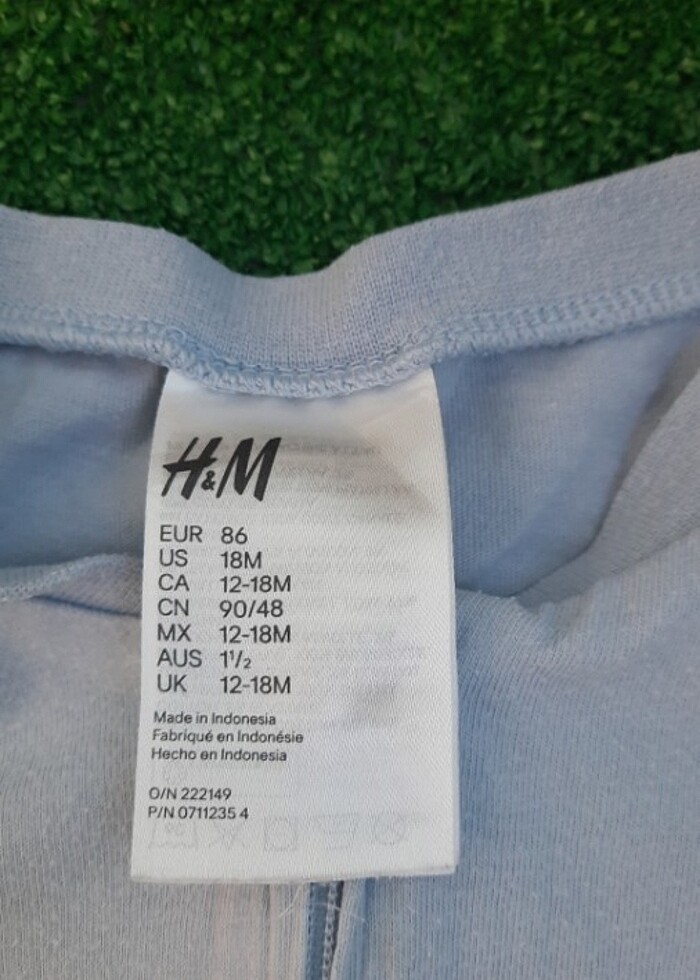 H&M
EUR 86
US 18M
CA 12-18M
CN 90/48
MX 12-18M
AUS 1½
UK 12-18M
Made in Indonesia
Fabriqué en Indonésie
Hecho en Indonesia
O/N 222149
P/N 0711235 4